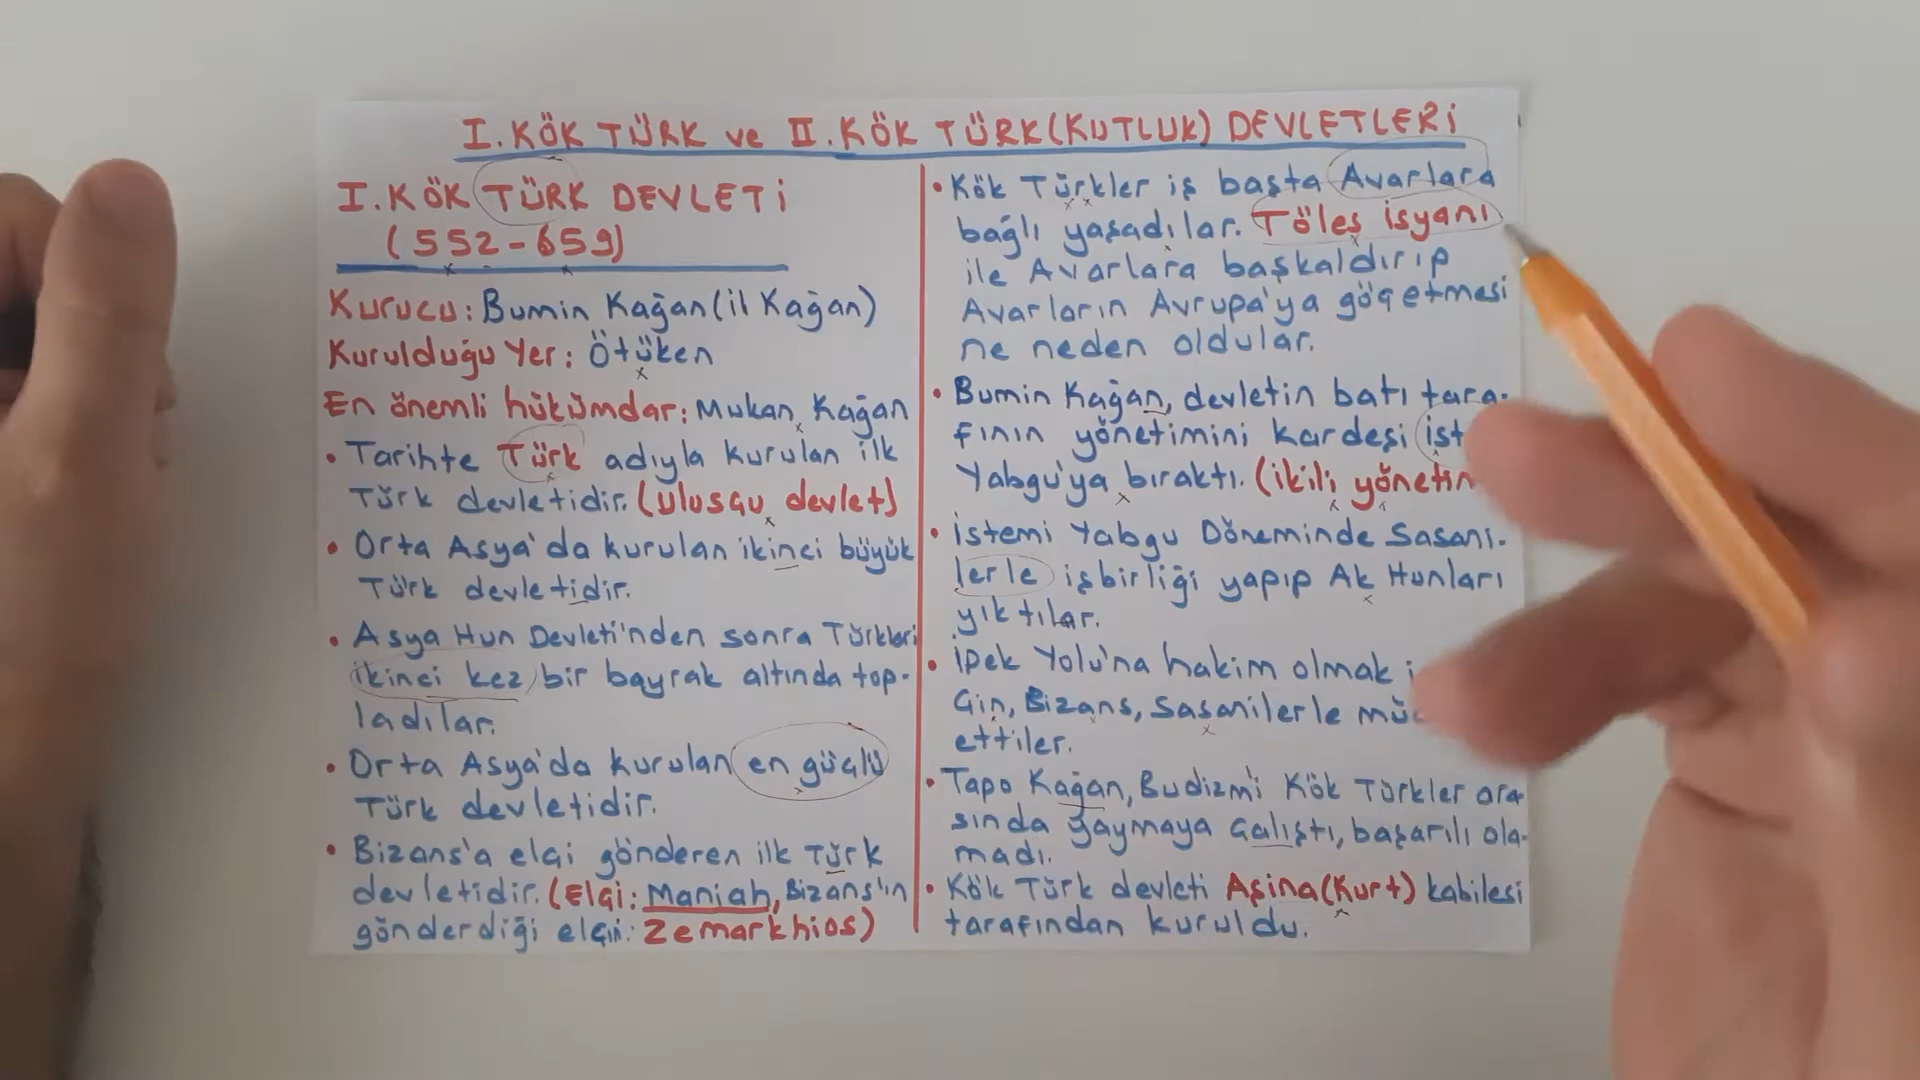 I. KÖK TÜRK ve II. KÖK TÜRK (KUTLUK) DEVLETLERİ
I. KÖK TÜRK DEVLETİ
(552-659)
Kurucu: Bumin Kağan (il Kağan)
Kurulduğu Yer: Ötüken
En önemli hükümdar: Mukan Kağan
• Tarihte Türk adıyla kurulan ilk
Türk devletidir. (Ulusçu devlet)
• Orta Asya'da kurulan ikinci büyük
Türk devletidir.
• Asya Hun Devleti'nden sonra Türkleri
ikinci kez bir bayrak altında top-
ladılar.
• Orta Asya'da kurulan en güçlü
Türk devletidir.
• Bizans'a elçi gönderen ilk Türk
devletidir. (Elçi: Maniah, Bizans'ın
gönderdiği elçi: Zemarkhios)
• Kök Türkler iş başta Avarlara
bağlı yaşadılar. Töles isyanı
ile Avarlara başkaldırıp
Avarların Avrupa'ya göçetmesi
ne neden oldular.
• Bumin Kağan, devletin batı tara-
fının yönetimini kardeşi
Yabgu'ya bıraktı. (ikili
• İstemi Yabgu Döneminde Sasani-
lerle işbirliği yapıp Ak Hunları
yıktılar.
• İpek Yolu'na hakim olmak
Çin, Bizans, Sasanilerle
ettiler.
• Tapo Kağan, Budizm'i Kök Türkler ara-
sında yaymaya çalıştı, başarılı ola-
madı.
• Kök Türk devleti Aşina (Kurt) kabilesi
tarafından kuruldu.